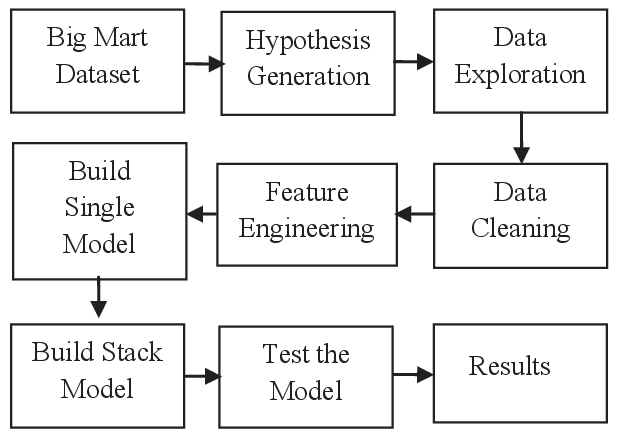 Big Mart
Dataset
Hypothesis
Generation
Data
Exploration
Build
Single
Model
Feature
Engineering
Data
Cleaning
Build Stack
Model
Test the
Model
Results